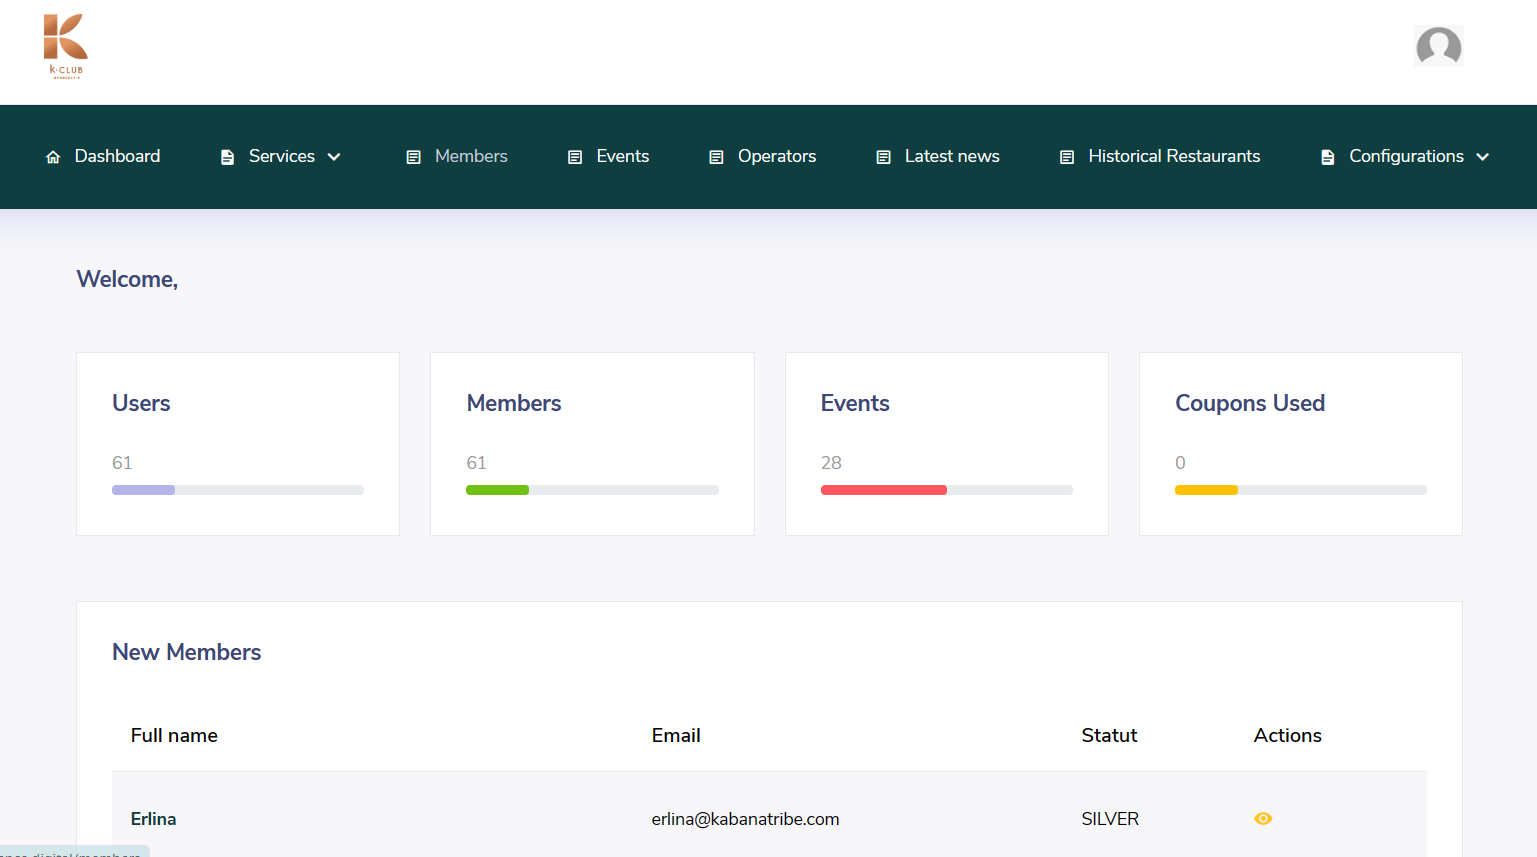 K·CLUB
Dashboard Services Members Events Operators Latest news Historical Restaurants Configurations
Welcome,
Users Members Events Coupons Used
61 61 28 0
New Members
Full name Email Statut Actions
Erlina erlina@kabanatribe.com SILVER